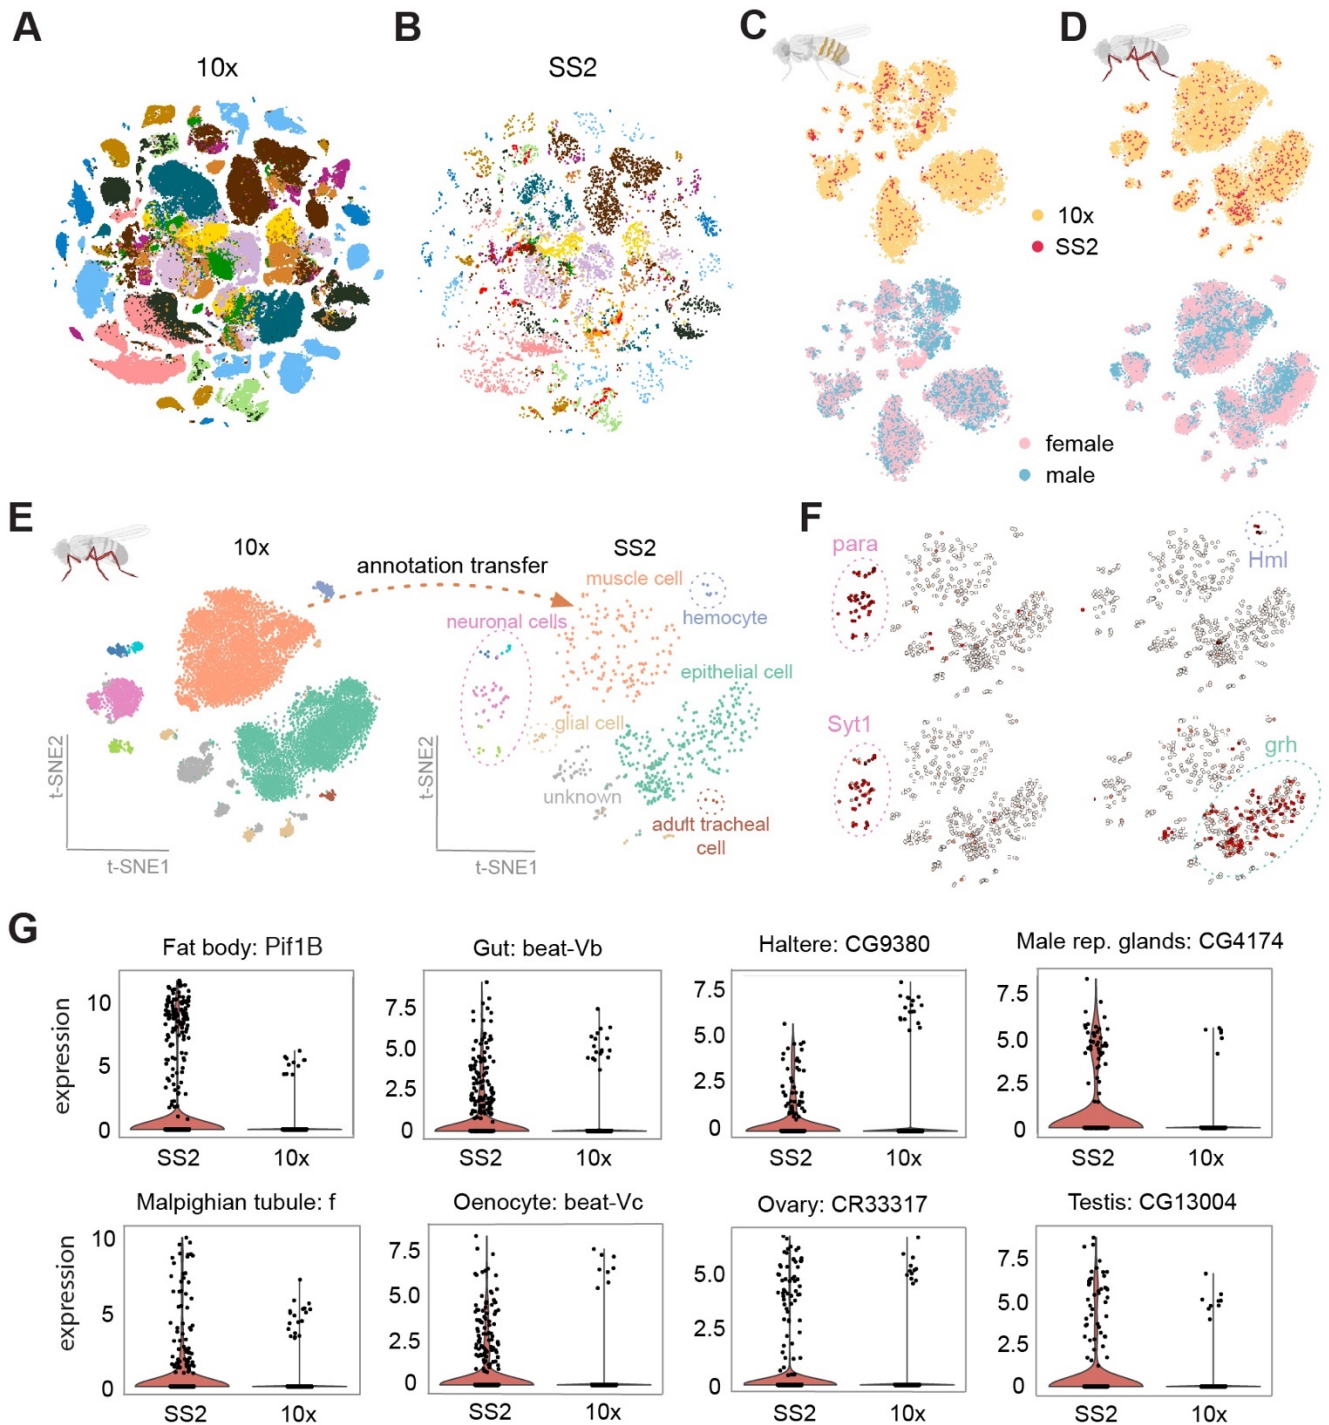 A
B
C
D
10x
SS2
10x
SS2
female
male
E
F
10x
annotation transfer
SS2
muscle cell
neuronal cells
hemocyte
epithelial cell
glial cell
unknown
adult tracheal
cell
t-SNE2
t-SNE1
t-SNE2
t-SNE1
para
Hml
Syt1
grh
G
Fat body: Pif1B
Gut: beat-Vb
Haltere: CG9380
Male rep. glands: CG4174
expression
10
5
0
SS2 10x
7.5
5.0
2.5
0
SS2 10x
7.5
5.0
2.5
0
SS2 10x
7.5
5.0
2.5
0
SS2 10x
Malpighian tubule: f
Oenocyte: beat-Vc
Ovary: CR33317
Testis: CG13004
expression
10
5
0
SS2 10x
7.5
5.0
2.5
0
SS2 10x
5.0
2.5
0
SS2 10x
7.5
5.0
2.5
0
SS2 10x